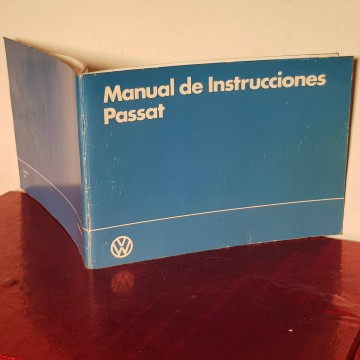 Manual de Instrucciones
Passat